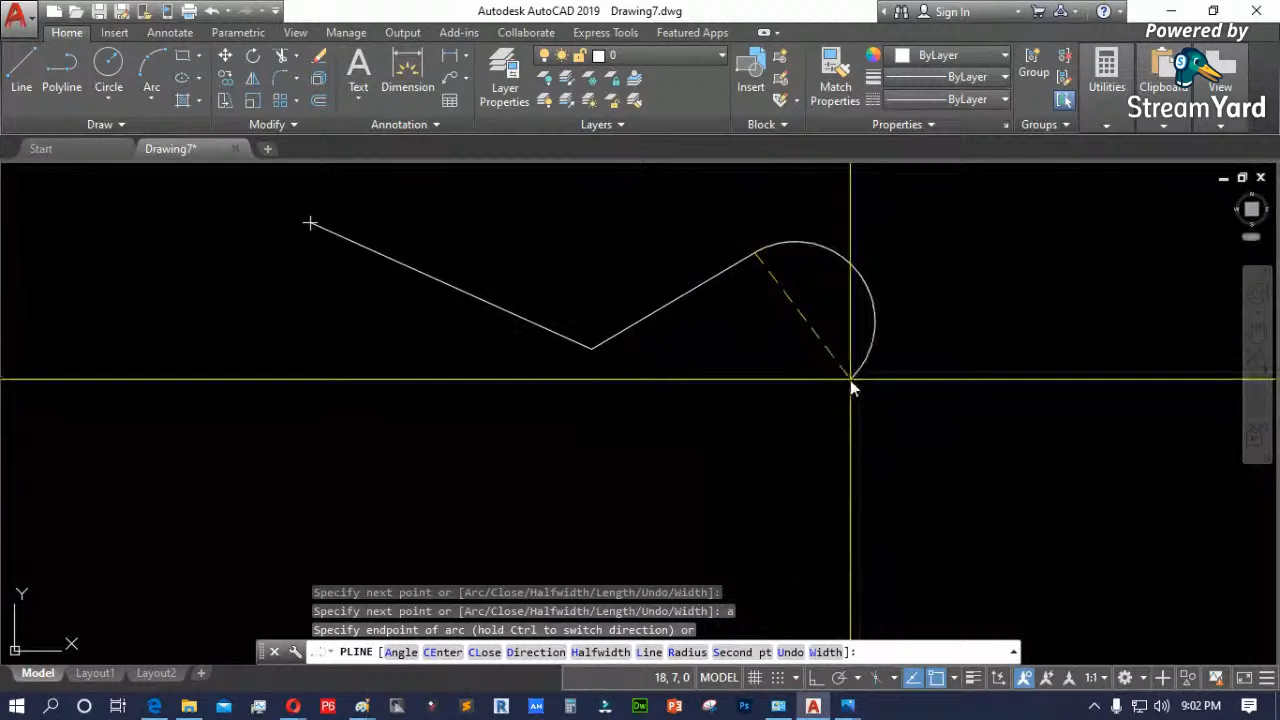 Autodesk AutoCAD 2019 Drawing7.dwg
Sign In
Home Insert Annotate Parametric View Manage Output Add-ins Collaborate Express Tools Featured Apps
Powered by
StreamYard
Line Polyline Circle Arc
Text Dimension
Layer Properties
0
Insert
Match Properties
ByLayer
ByLayer
ByLayer
Group
Utilities
Clipboard
View
Draw Modify Annotation Layers Block Properties Groups
Start Drawing7*
N
W
S
Y
X
Specify next point or [Arc/Close/Halfwidth/Length/Undo/Width]:
Specify next point or [Arc/Close/Halfwidth/Length/Undo/Width]: a
Specify endpoint of arc (hold Ctrl to switch direction) or
PLINE [Angle CEnter CLose Direction Halfwidth Line Radius Second pt Undo Width]:
Model Layout1 Layout2
18, 7, 0 MODEL 1:1
9:02 PM